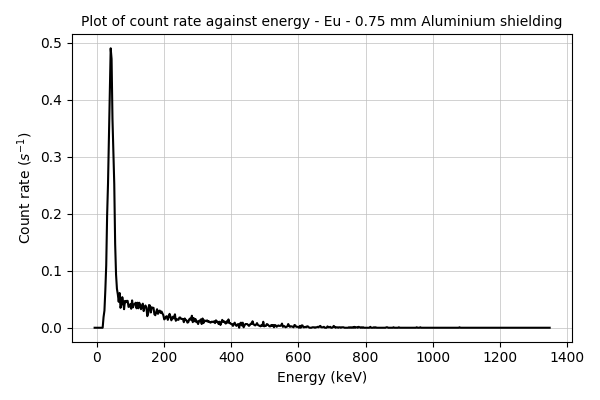 Plot of count rate against energy - Eu - 0.75 mm Aluminium shielding
Count rate (s⁻¹)
0.5
0.4
0.3
0.2
0.1
0.0
0 200 400 600 800 1000 1200 1400
Energy (keV)